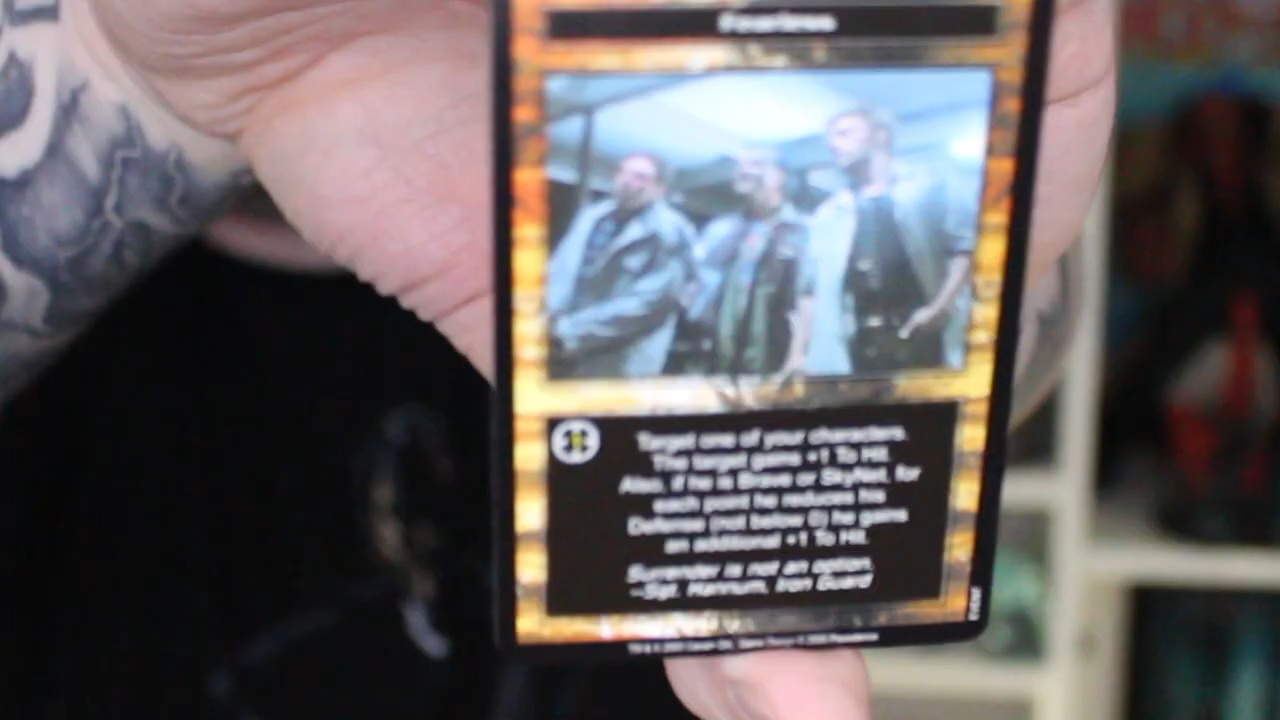 Fearless
Target one of your characters.
The target gains +1 To Hit.
Also, if he is Brave or SkyNet, for
each point he reduces his
Defense (not below 0) he gains
an additional +1 To Hit.
Surrender is not an option.
–Sgt. Hannum, Iron Guard